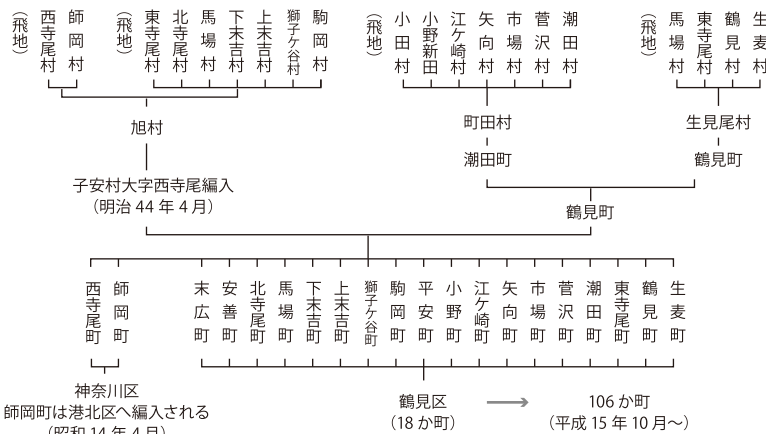 生麦村
鶴見村
東寺尾村
馬場村
（飛地）
潮田村
菅沢村
市場村
矢向村
江ケ崎村
小野新田
小田村
（飛地）
駒岡村
獅子ケ谷村
上末吉村
下末吉村
馬場村
北寺尾村
東寺尾村
（飛地）
師岡村
西寺尾村
（飛地）
生見尾村
鶴見町
町田村
潮田町
旭村
子安村大字西寺尾編入
（明治 44 年 4 月）
鶴見町
生麦町
鶴見町
東寺尾町
潮田町
菅沢町
市場町
矢向町
江ケ崎町
小野町
平安町
駒岡町
獅子ケ谷町
上末吉町
下末吉町
馬場町
北寺尾町
安善町
末広町
師岡町
西寺尾町
神奈川区
師岡町は港北区へ編入される
（昭和 14 年 4 月）
鶴見区
（18 か町）
106 か町
（平成 15 年 10 月〜）